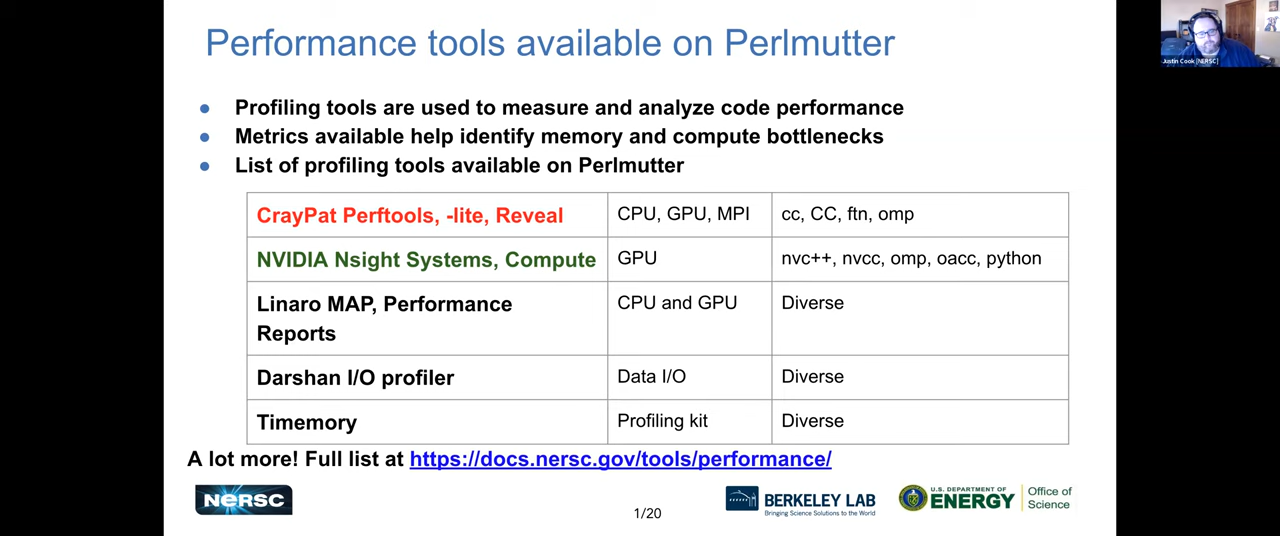 Performance tools available on Perlmutter
Justin Cook [NERSC]
● Profiling tools are used to measure and analyze code performance
● Metrics available help identify memory and compute bottlenecks
● List of profiling tools available on Perlmutter
CrayPat Perftools, -lite, Reveal CPU, GPU, MPI cc, CC, ftn, omp
NVIDIA Nsight Systems, Compute GPU nvc++, nvcc, omp, oacc, python
Linaro MAP, Performance CPU and GPU Diverse
Reports
Darshan I/O profiler Data I/O Diverse
Timemory Profiling kit Diverse
A lot more! Full list at https://docs.nersc.gov/tools/performance/
NERSC
1/20
BERKELEY LAB
Bringing Science Solutions to the World
U.S. DEPARTMENT OF
ENERGY
Office of
Science